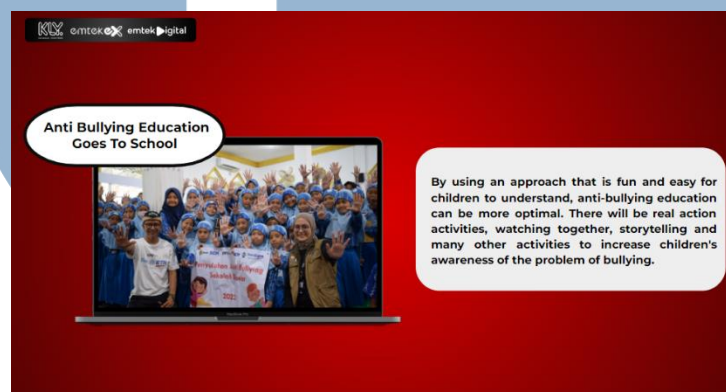 KLY.
emtek ex
emtek Digital
Anti Bullying Education
Goes To School
2023
By using an approach that is fun and easy for
children to understand, anti-bullying education
can be more optimal. There will be real action
activities, watching together, storytelling and
many other activities to increase children's
awareness of the problem of bullying.